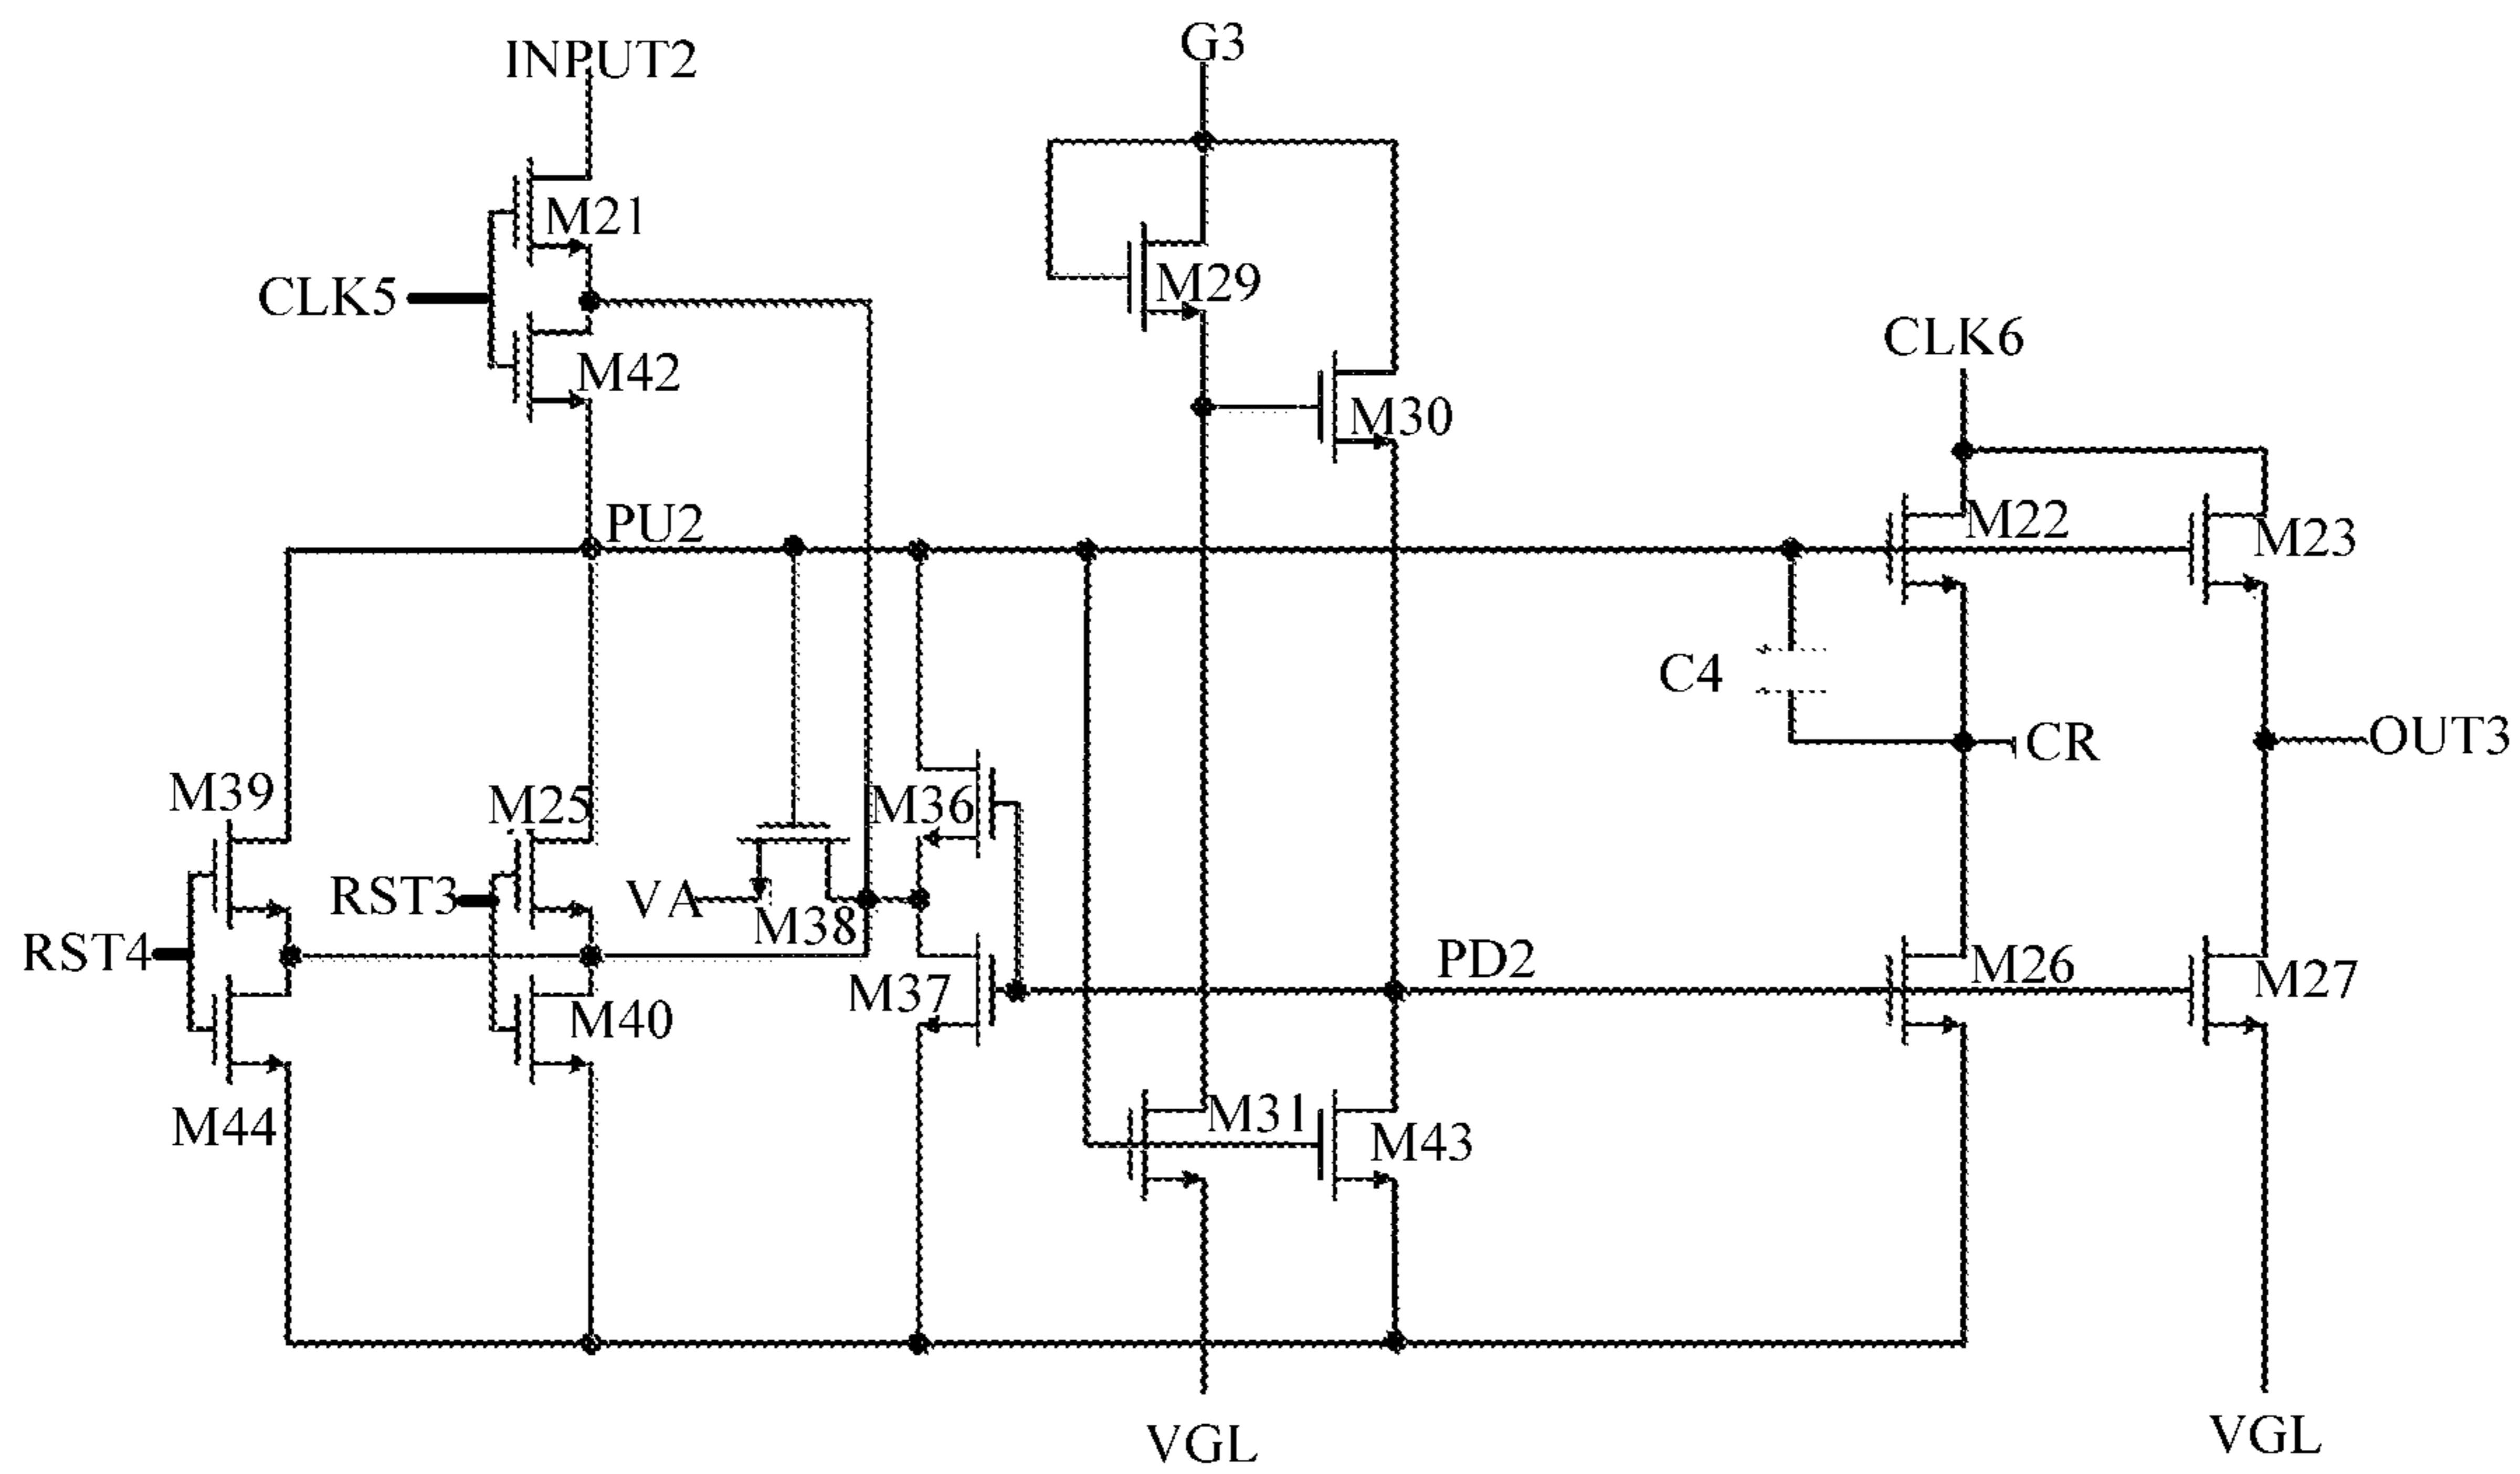 G3
INPUT2
M21
M29
CLK5
CLK6
M42
M30
PU2
M22
M23
C4
CR
OUT3
M39
M25
M36
RST3
VA
M38
RST4
PD2
M26
M27
M37
M40
M44
M31
M43
VGL
VGL